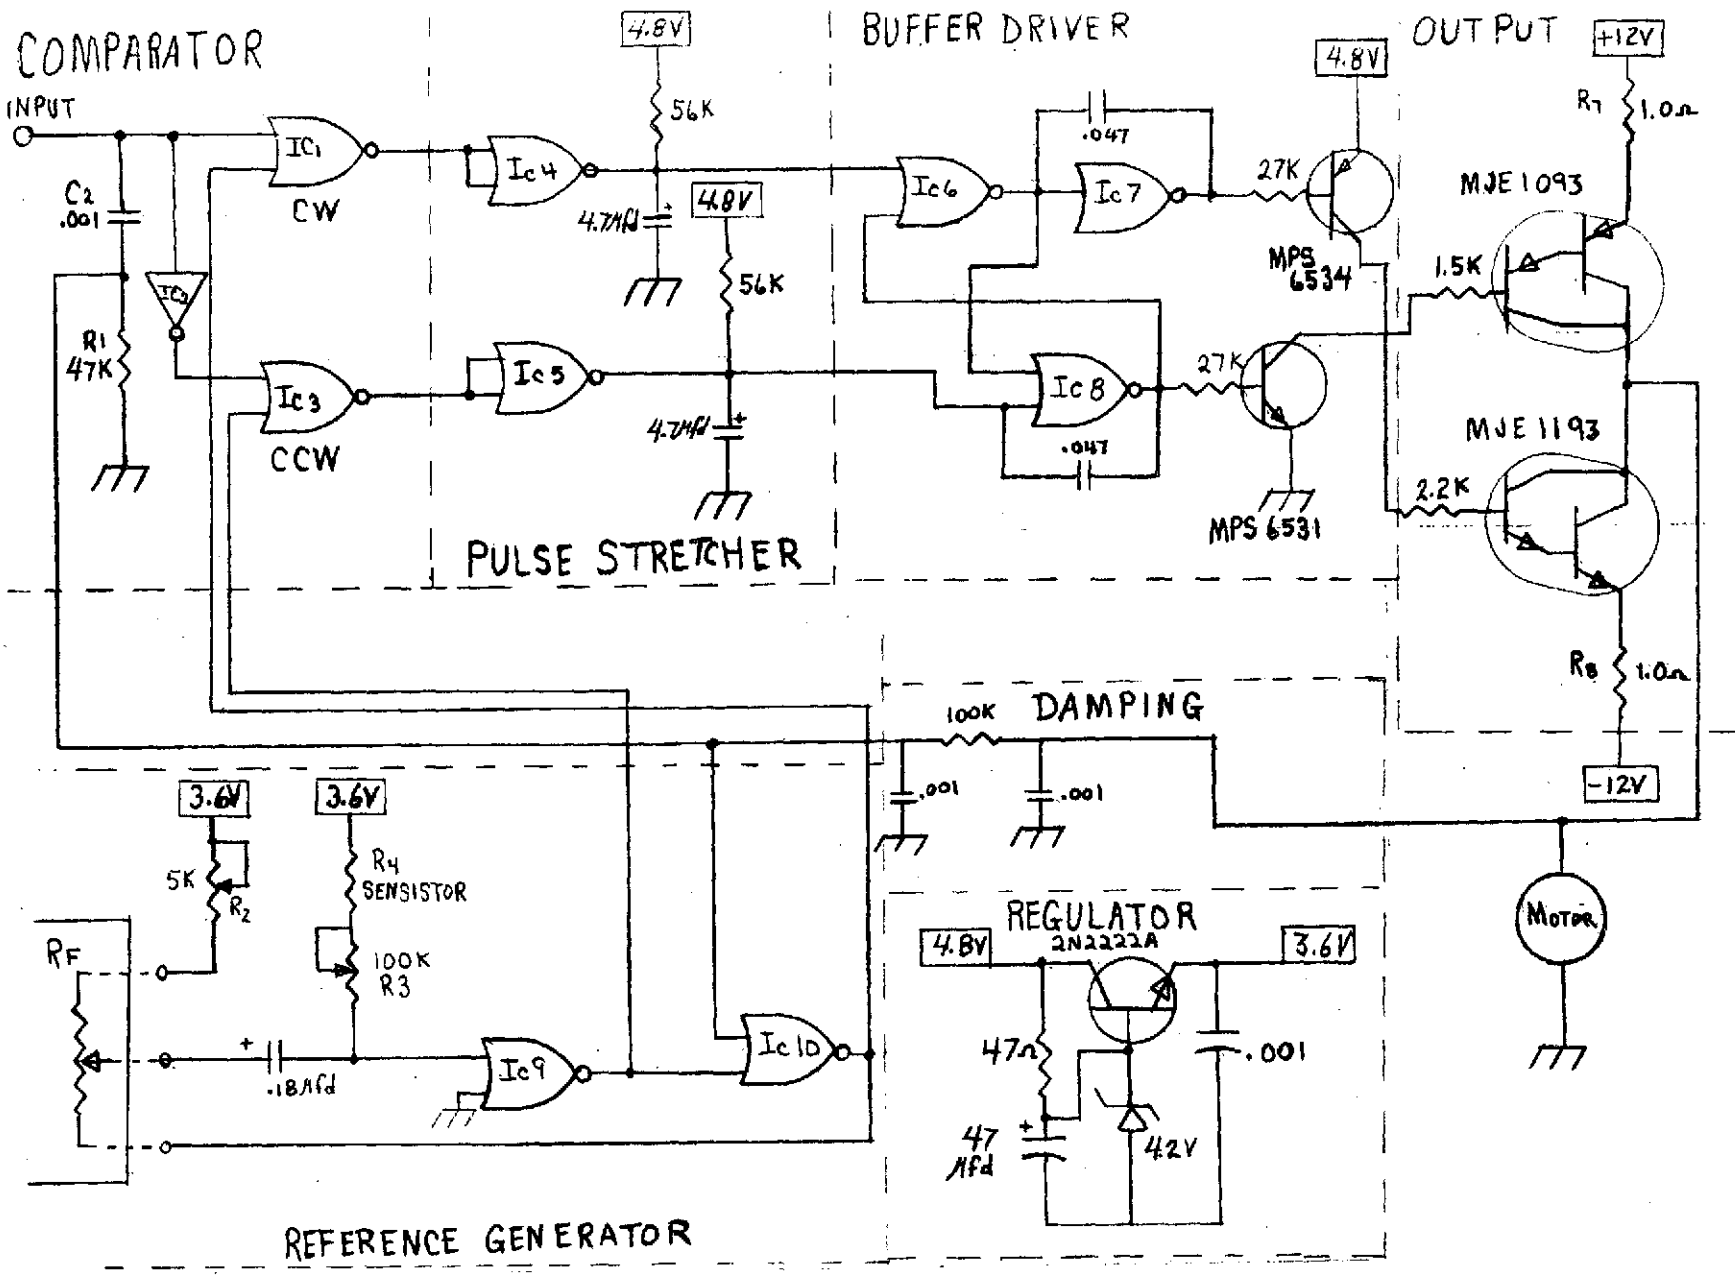 COMPARATOR
INPUT
C2
.001
R1
47K
IC1
CW
IC2
IC3
CCW
4.8V
56K
IC4
4.7Mfd
+
4.8V
56K
IC5
4.7Mfd
+
PULSE STRETCHER
BUFFER DRIVER
4.8V
.047
IC6
IC7
27K
MPS
6534
IC8
27K
.047
MPS 6531
OUTPUT
+12V
R7
1.0Ω
MJE1093
1.5K
MJE1193
2.2K
R8
1.0Ω
-12V
MOTOR
DAMPING
100K
.001
.001
3.6V
5K
R2
3.6V
R4
SENSISTOR
100K
R3
RF
+
.18Mfd
IC9
IC10
REFERENCE GENERATOR
REGULATOR
2N2222A
4.8V
3.6V
47Ω
.001
+
47
Mfd
4.2V